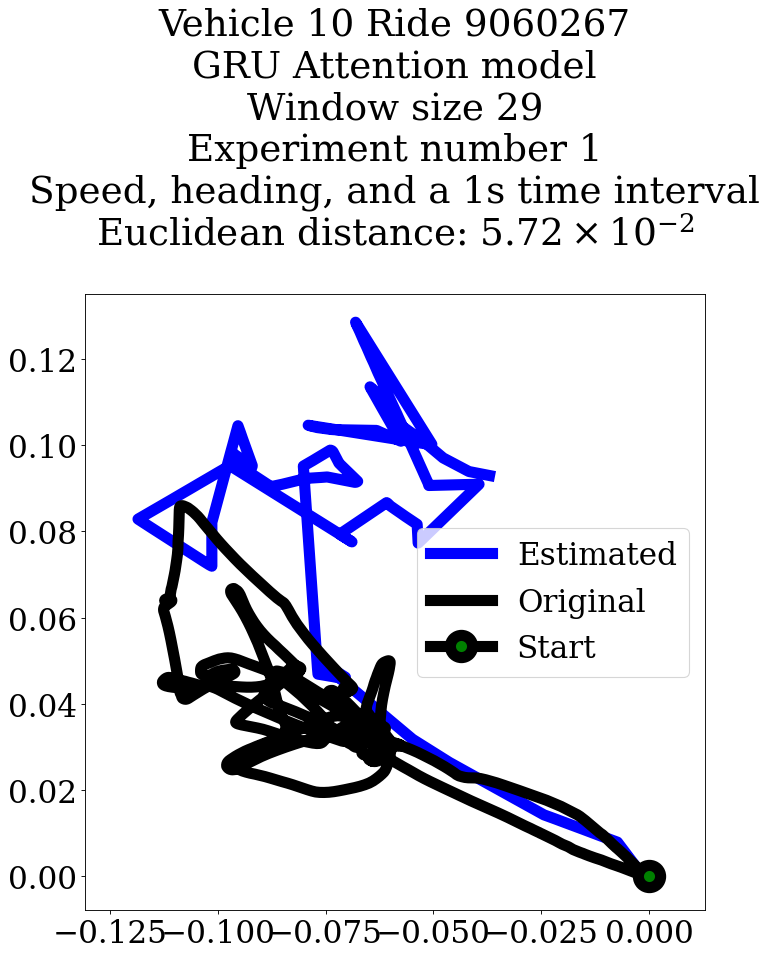 Vehicle 10 Ride 9060267
GRU Attention model
Window size 29
Experiment number 1
Speed, heading, and a 1s time interval
Euclidean distance: 5.72 × 10⁻²
0.12
0.10
0.08
0.06
0.04
0.02
0.00
Estimated
Original
Start
−0.125 −0.100 −0.075 −0.050 −0.025 0.000